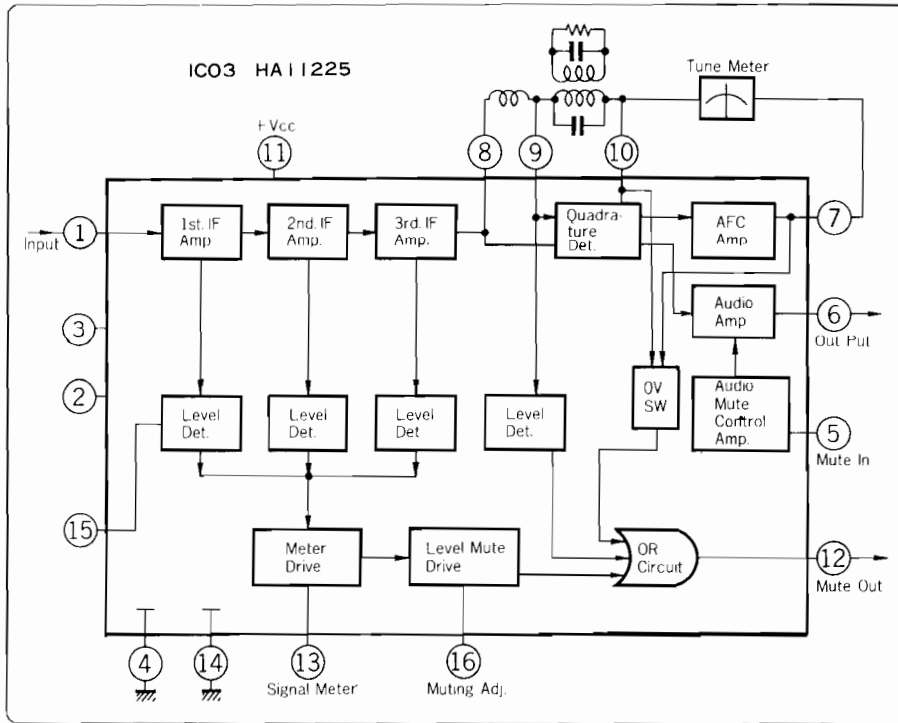 IC03 HA11225
Tune Meter
+Vcc
11
8
9
10
1
Input
1st. IF
Amp
2nd. IF
Amp.
3rd. IF
Amp.
Quadra-
ture
Det.
AFC
Amp
7
3
Audio
Amp
6
Out Put
2
Level
Det.
Level
Det.
Level
Det
Level
Det.
OV
SW
Audio
Mute
Control
Amp.
5
Mute In
15
Meter
Drive
Level Mute
Drive
OR
Circuit
12
Mute Out
4
14
13
Signal Meter
16
Muting Adj.